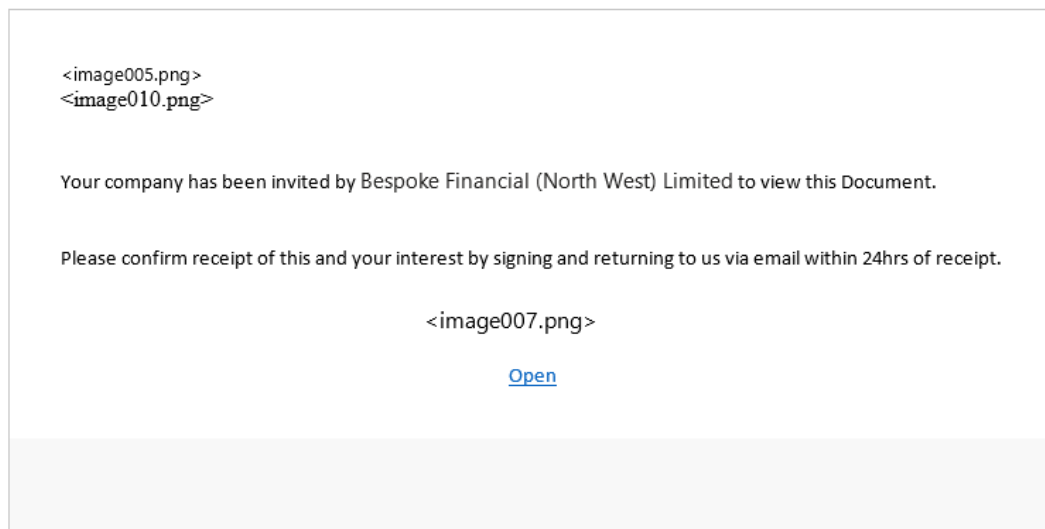 <image005.png>
<image010.png>
Your company has been invited by Bespoke Financial (North West) Limited to view this Document.
Please confirm receipt of this and your interest by signing and returning to us via email within 24hrs of receipt.
<image007.png>
Open